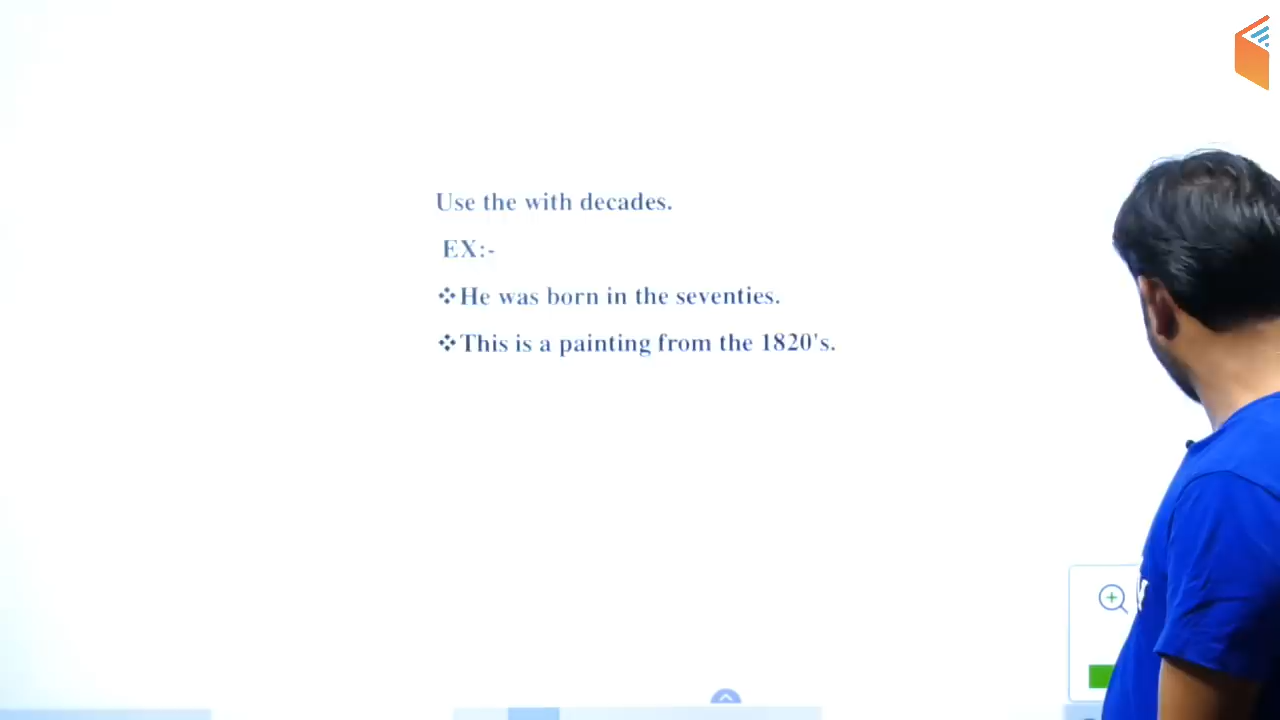 Use the with decades.
EX:-
❖He was born in the seventies.
❖This is a painting from the 1820's.